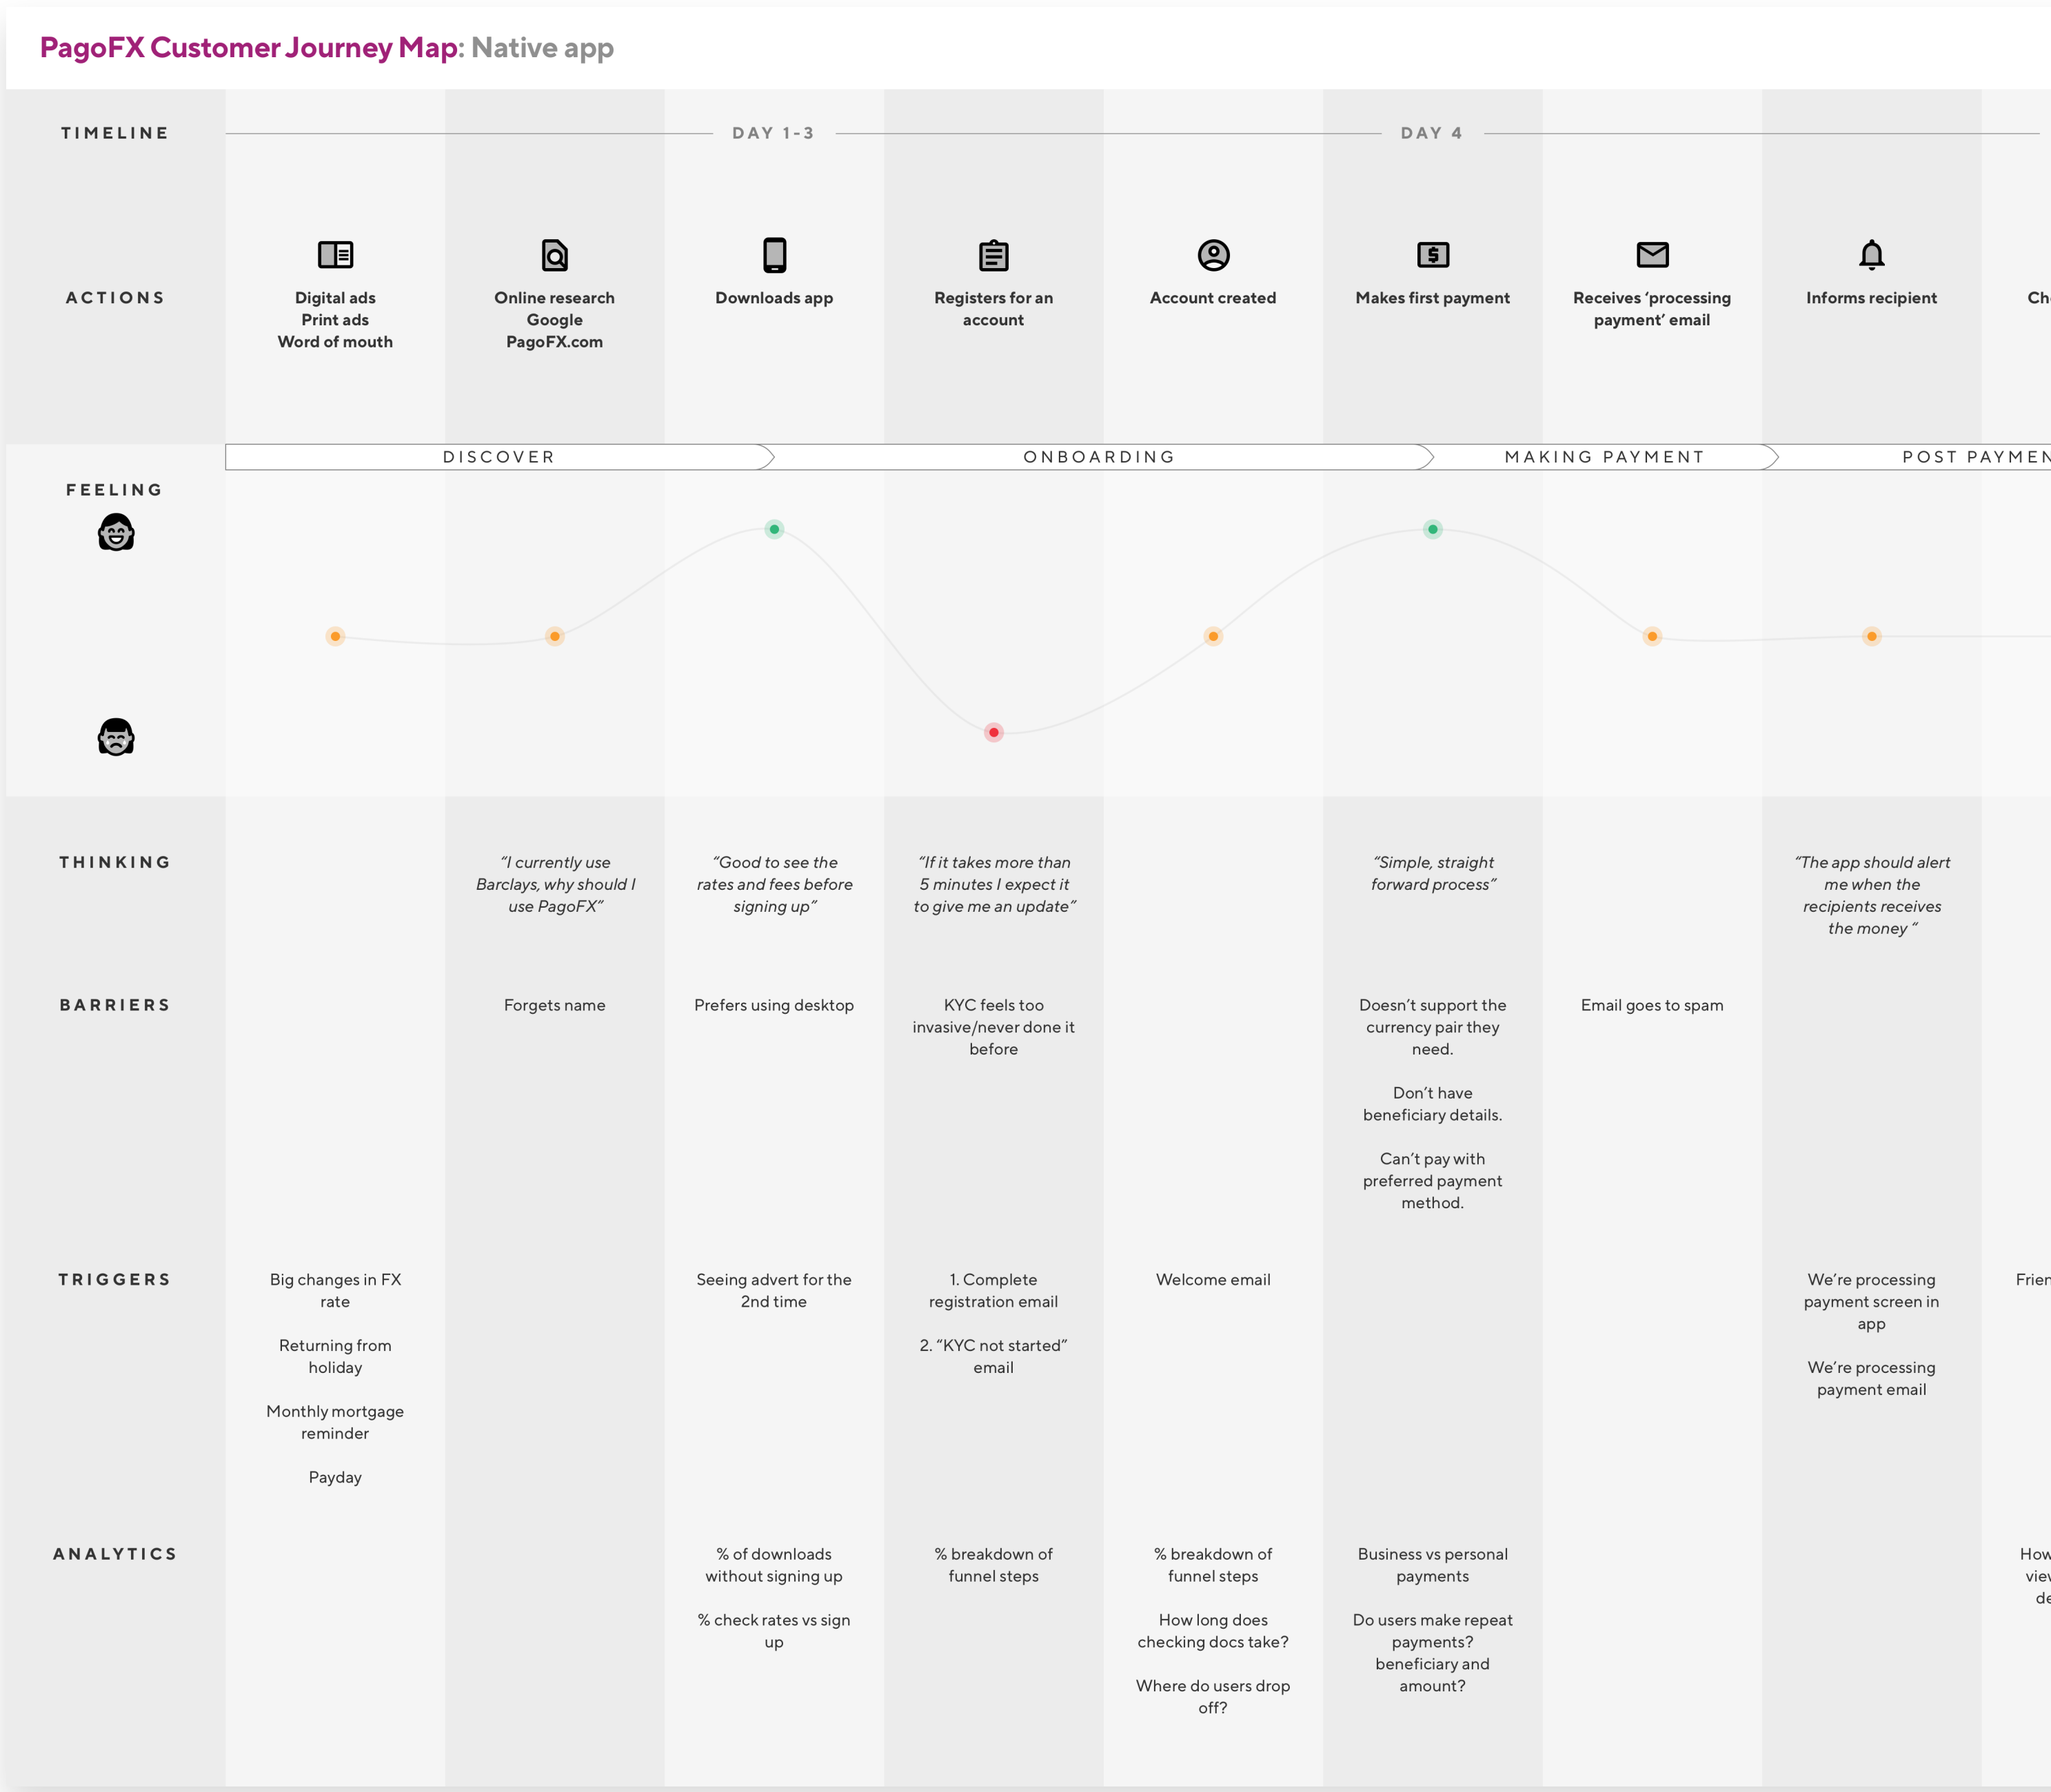 PagoFX Customer Journey Map: Native app
TIMELINE
DAY 1-3
DAY 4
ACTIONS
Digital ads
Print ads
Word of mouth
Online research
Google
PagoFX.com
Downloads app
Registers for an
account
Account created
Makes first payment
Receives ‘processing
payment’ email
Informs recipient
DISCOVER
ONBOARDING
MAKING PAYMENT
POST
FEELING
THINKING
“I currently use
Barclays, why should I
use PagoFX”
“Good to see the
rates and fees before
signing up”
“If it takes more than
5 minutes I expect it
to give me an update”
“Simple, straight
forward process”
“The app should alert
me when the
recipients receives
the money “
BARRIERS
Forgets name
Prefers using desktop
KYC feels too
invasive/never done it
before
Doesn’t support the
currency pair they
need.
Don’t have
beneficiary details.
Can’t pay with
preferred payment
method.
Email goes to spam
TRIGGERS
Big changes in FX
rate
Returning from
holiday
Monthly mortgage
reminder
Payday
Seeing advert for the
2nd time
1. Complete
registration email
2. “KYC not started”
email
Welcome email
We’re processing
payment screen in
app
We’re processing
payment email
ANALYTICS
% of downloads
without signing up
% check rates vs sign
up
% breakdown of
funnel steps
% breakdown of
funnel steps
How long does
checking docs take?
Where do users drop
off?
Business vs personal
payments
Do users make repeat
payments?
beneficiary and
amount?
How